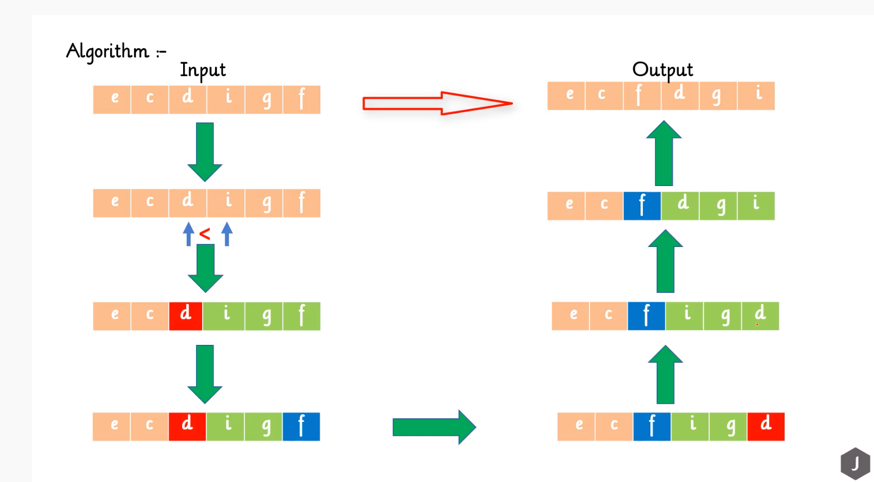 Algorithm :-
Input
e c d i g f
e c d i g f
<
e c d i g f
e c d i g f
Output
e c f d g i
e c f d g i
e c f i g d
e c f i g d
J